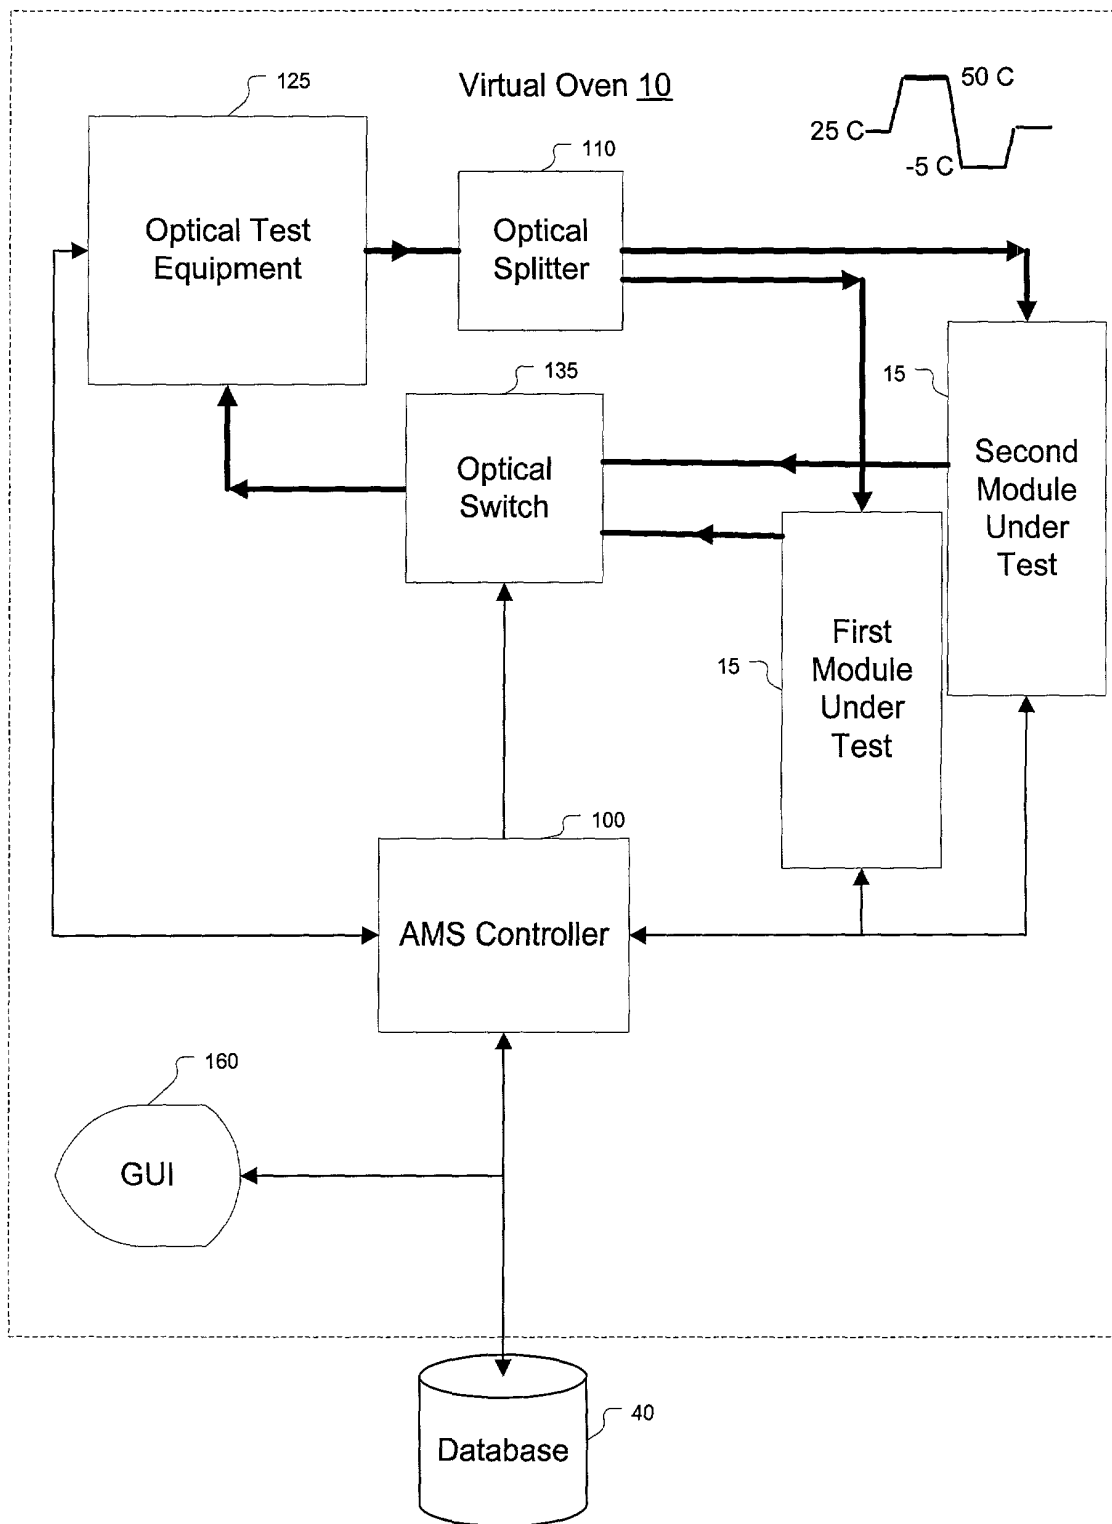 125
Virtual Oven 10
50 C
25 C
-5 C
110
Optical Test
Equipment
Optical
Splitter
135
15
Optical
Switch
Second
Module
Under
Test
First
Module
Under
Test
15
100
AMS Controller
160
GUI
40
Database